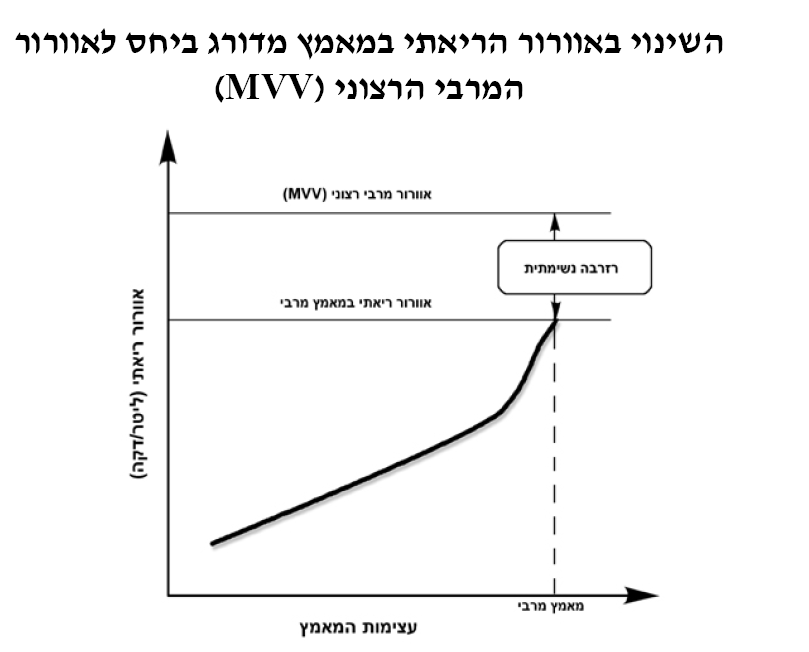 השינוי באוורור הריאתי במאמץ מדורג ביחס לאוורור
המרבי הרצוני (MVV)
אוורור מרבי רצוני (MVV)
רזרבה נשימתית
אוורור ריאתי במאמץ מרבי
אוורור ריאתי (ליטר/דקה)
מאמץ מרבי
עצימות המאמץ